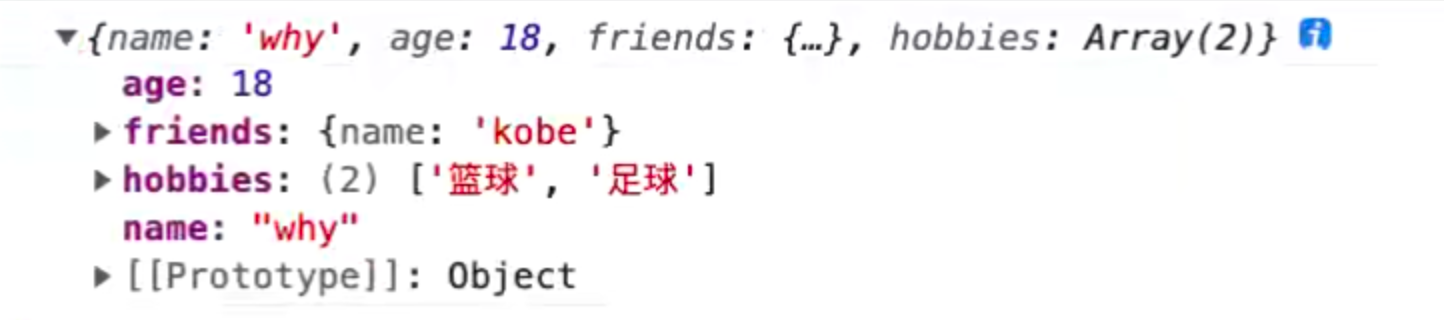 ▼{name: 'why', age: 18, friends: {…}, hobbies: Array(2)} i
age: 18
▶friends: {name: 'kobe'}
▶hobbies: (2) ['篮球', '足球']
name: "why"
▶[[Prototype]]: Object